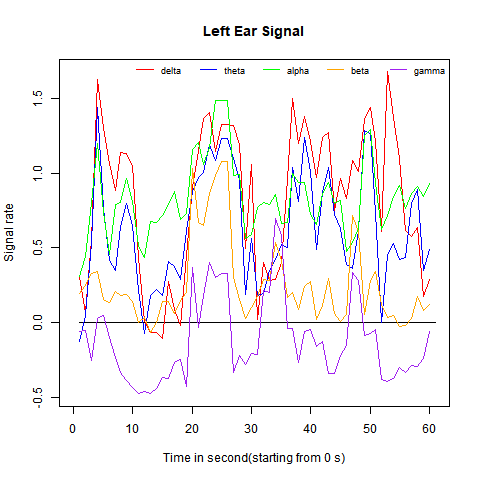 Left Ear Signal
delta theta alpha beta gamma
Signal rate
1.5
1.0
0.5
0.0
-0.5
0 10 20 30 40 50 60
Time in second(starting from 0 s)